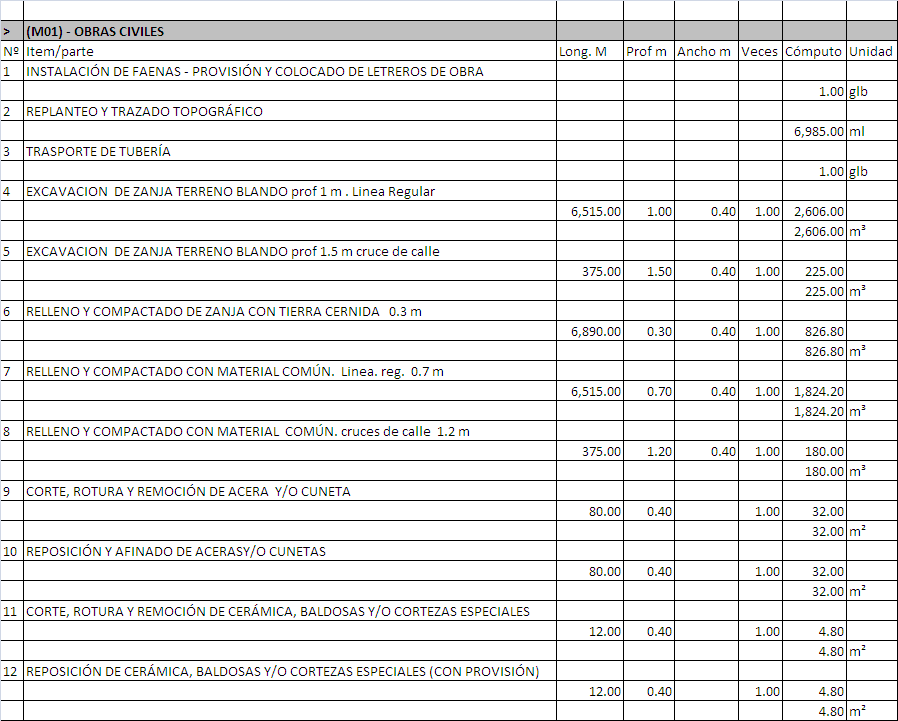 > (M01) - OBRAS CIVILES
Nº Item/parte Long. M Prof m Ancho m Veces Cómputo Unidad
1 INSTALACIÓN DE FAENAS - PROVISIÓN Y COLOCADO DE LETREROS DE OBRA
1.00 glb
2 REPLANTEO Y TRAZADO TOPOGRÁFICO
6,985.00 ml
3 TRASPORTE DE TUBERÍA
1.00 glb
4 EXCAVACION DE ZANJA TERRENO BLANDO prof 1 m . Linea Regular
6,515.00 1.00 0.40 1.00 2,606.00
2,606.00 m³
5 EXCAVACION DE ZANJA TERRENO BLANDO prof 1.5 m cruce de calle
375.00 1.50 0.40 1.00 225.00
225.00 m³
6 RELLENO Y COMPACTADO DE ZANJA CON TIERRA CERNIDA 0.3 m
6,890.00 0.30 0.40 1.00 826.80
826.80 m³
7 RELLENO Y COMPACTADO CON MATERIAL COMÚN. Linea. reg. 0.7 m
6,515.00 0.70 0.40 1.00 1,824.20
1,824.20 m³
8 RELLENO Y COMPACTADO CON MATERIAL COMÚN. cruces de calle 1.2 m
375.00 1.20 0.40 1.00 180.00
180.00 m³
9 CORTE, ROTURA Y REMOCIÓN DE ACERA Y/O CUNETA
80.00 0.40 1.00 32.00
32.00 m²
10 REPOSICIÓN Y AFINADO DE ACERASY/O CUNETAS
80.00 0.40 1.00 32.00
32.00 m²
11 CORTE, ROTURA Y REMOCIÓN DE CERÁMICA, BALDOSAS Y/O CORTEZAS ESPECIALES
12.00 0.40 1.00 4.80
4.80 m²
12 REPOSICIÓN DE CERÁMICA, BALDOSAS Y/O CORTEZAS ESPECIALES (CON PROVISIÓN)
12.00 0.40 1.00 4.80
4.80 m²